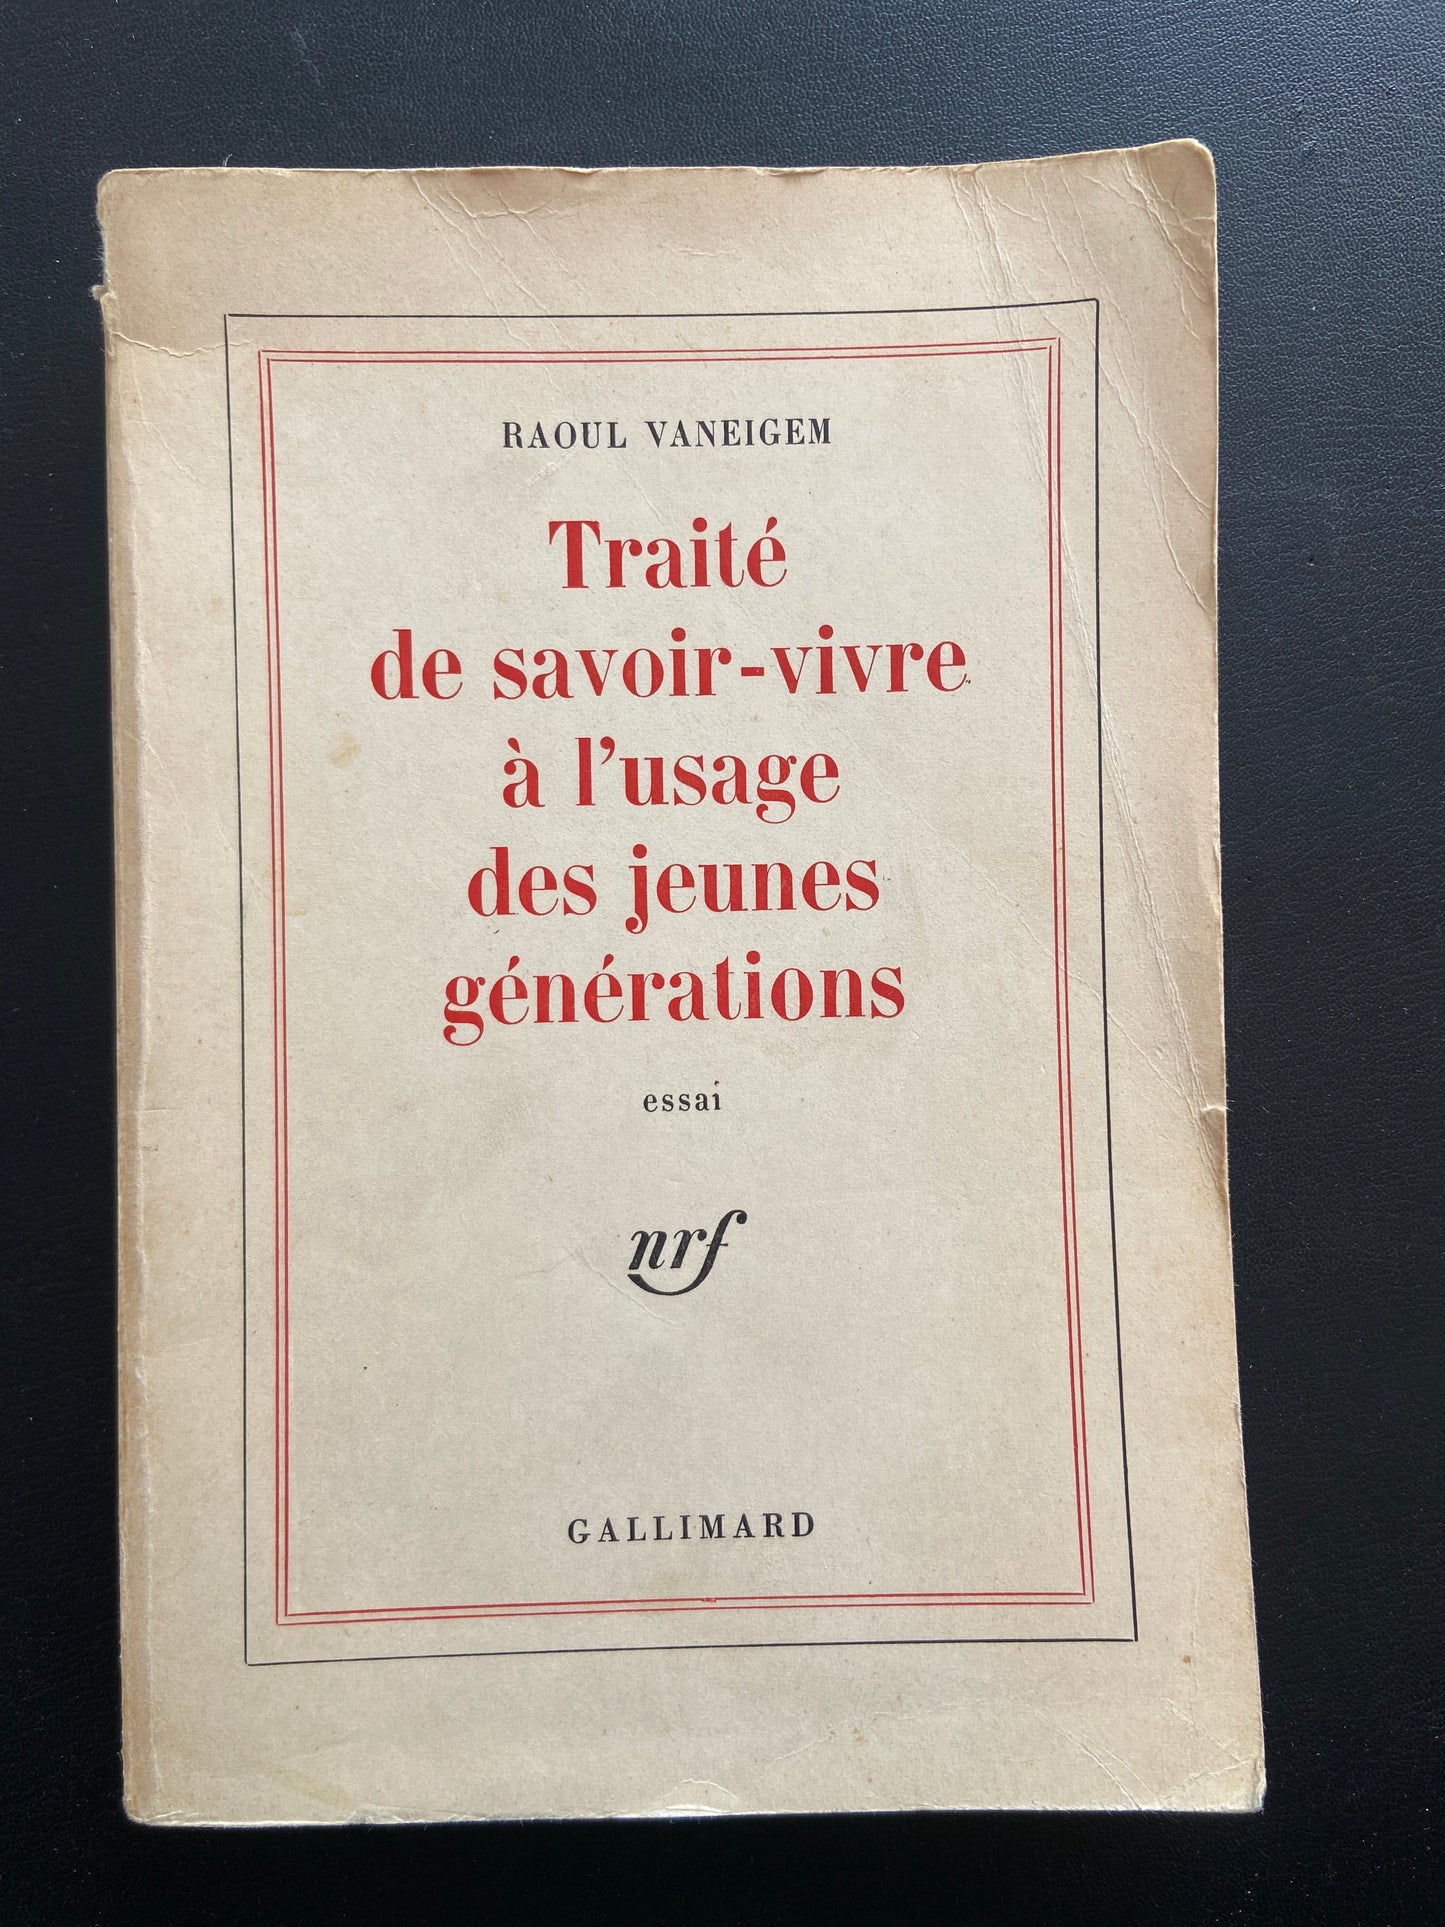 RAOUL VANEIGEM
Traité
de savoir-vivre
à l'usage
des jeunes
générations
essai
nrf
GALLIMARD